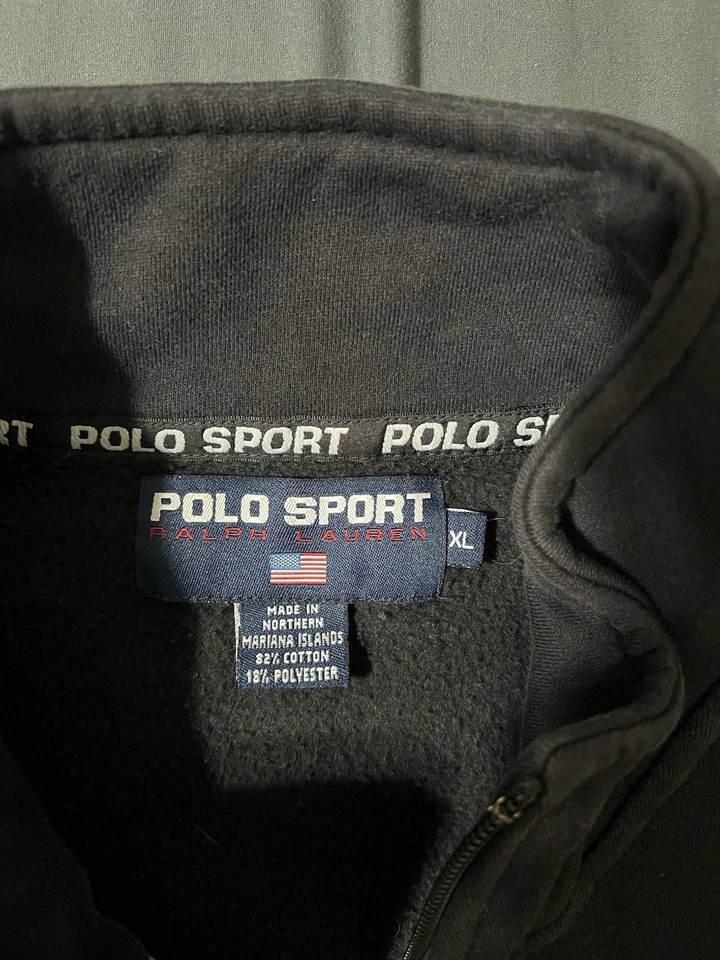 RT POLO SPORT POLO SP
POLO SPORT
RALPH LAUREN
XL
MADE IN
NORTHERN
MARIANA ISLANDS
82% COTTON
18% POLYESTER